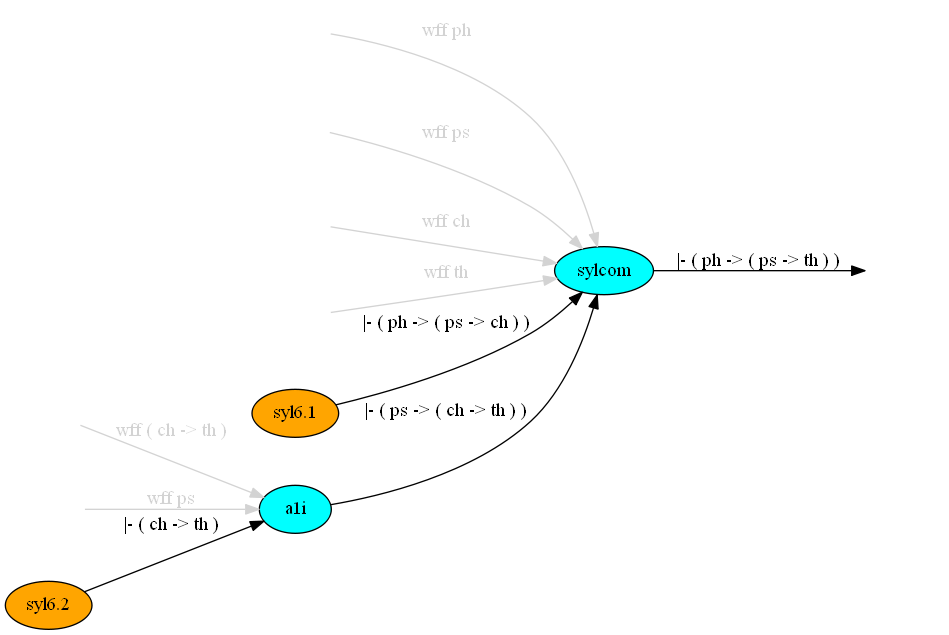 wff ph
wff ps
wff ch
sylcom
|- ( ph -> ( ps -> th ) )
wff th
|- ( ph -> ( ps -> ch ) )
syl6.1
|- ( ps -> ( ch -> th ) )
wff ( ch -> th )
wff ps
a1i
|- ( ch -> th )
syl6.2